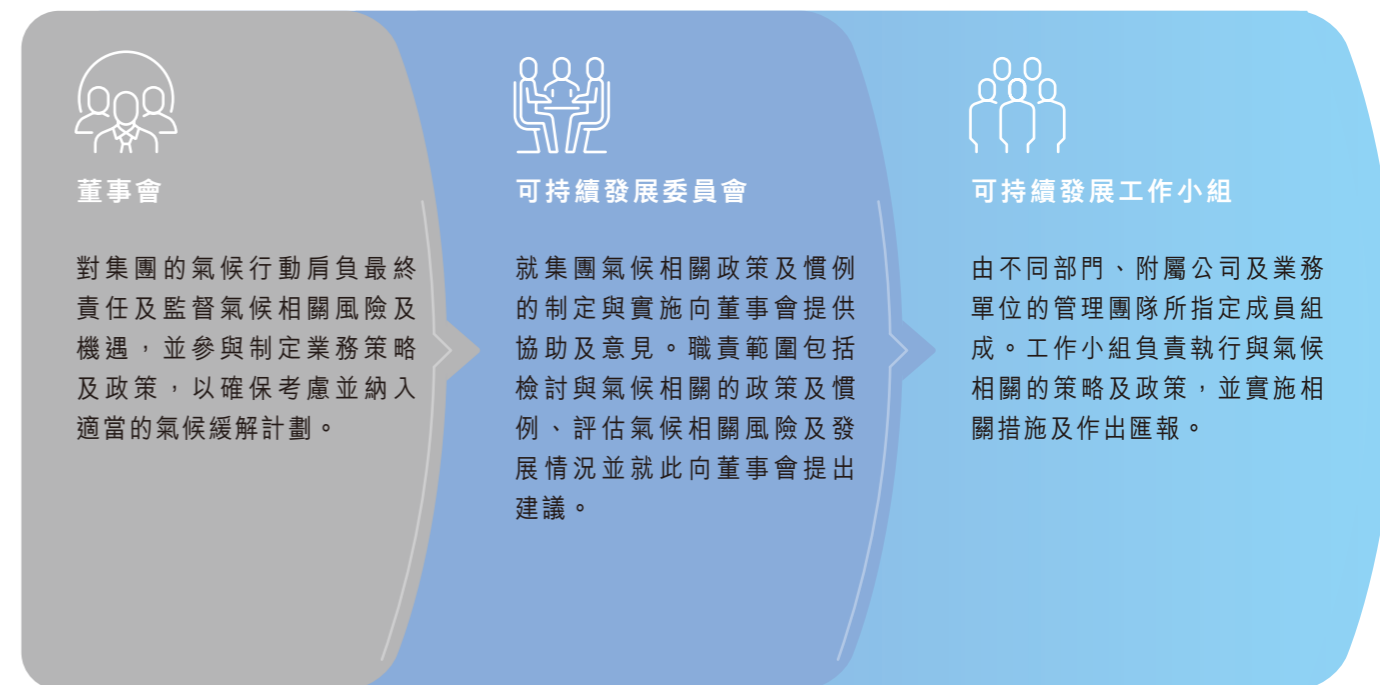 董事會
對集團的氣候行動肩負最終
責任及監督氣候相關風險及
機遇，並參與制定業務策略
及政策，以確保考慮並納入
適當的氣候緩解計劃。
可持續發展委員會
就集團氣候相關政策及慣例
的制定與實施向董事會提供
協助及意見。職責範圍包括
檢討與氣候相關的政策及慣
例、評估氣候相關風險及發
展情況並就此向董事會提出
建議。
可持續發展工作小組
由不同部門、附屬公司及業務
單位的管理團隊所指定成員組
成。工作小組負責執行與氣候
相關的策略及政策，並實施相
關措施及作出匯報。